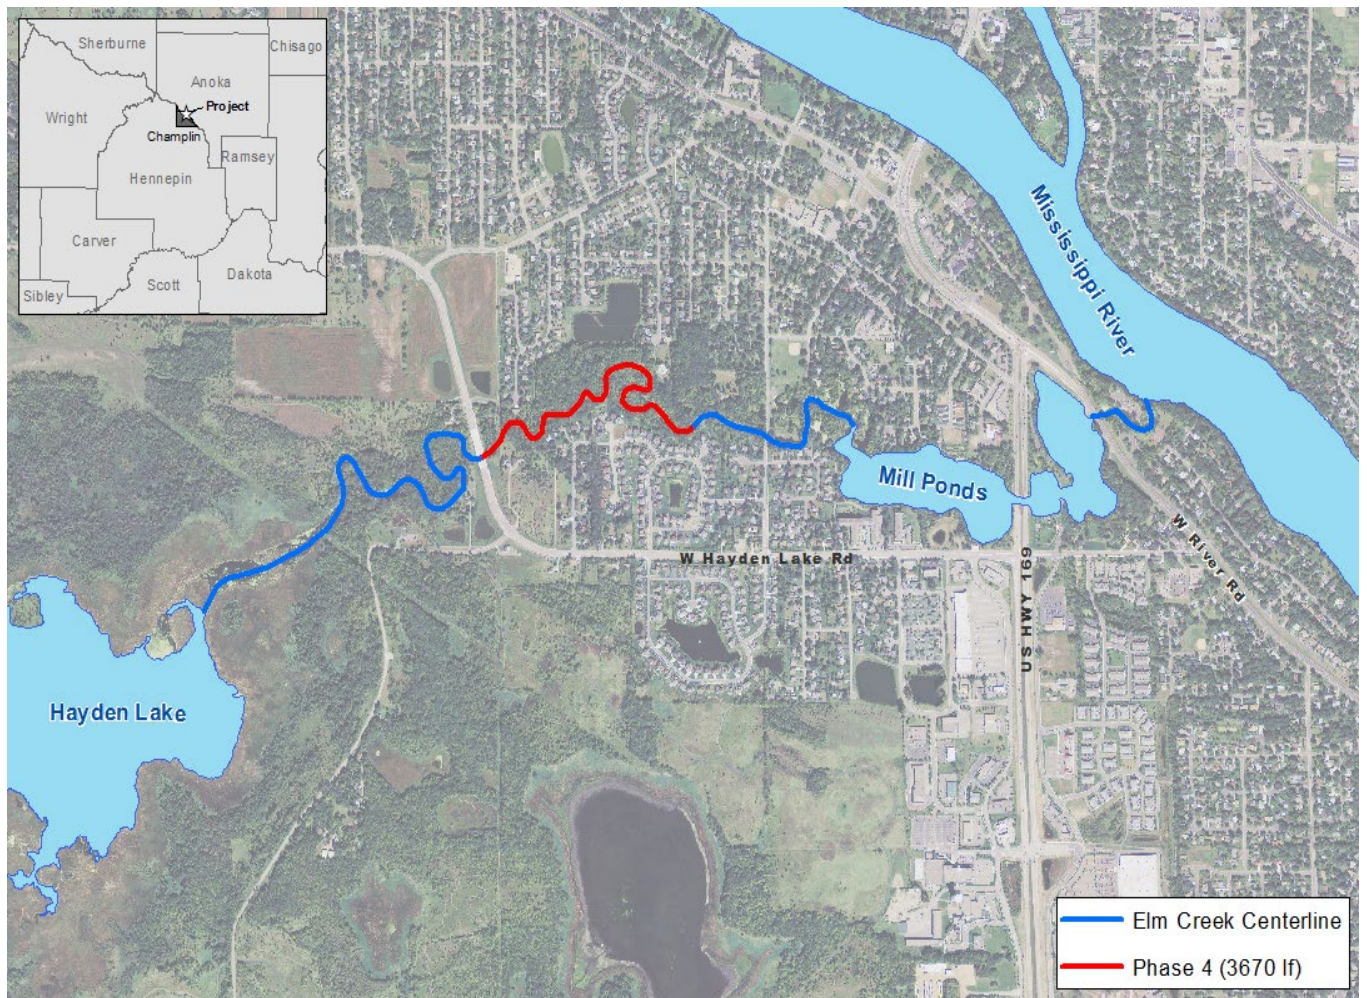 Sherburne
Chisago
Anoka
Project
Wright
Champlin
Ramsey
Hennepin
Carver
Dakota
Scott
Sibley
Mississippi River
Mill Ponds
W River Rd
W Hayden Lake Rd
US HWY 169
Hayden Lake
Elm Creek Centerline
Phase 4 (3670 lf)